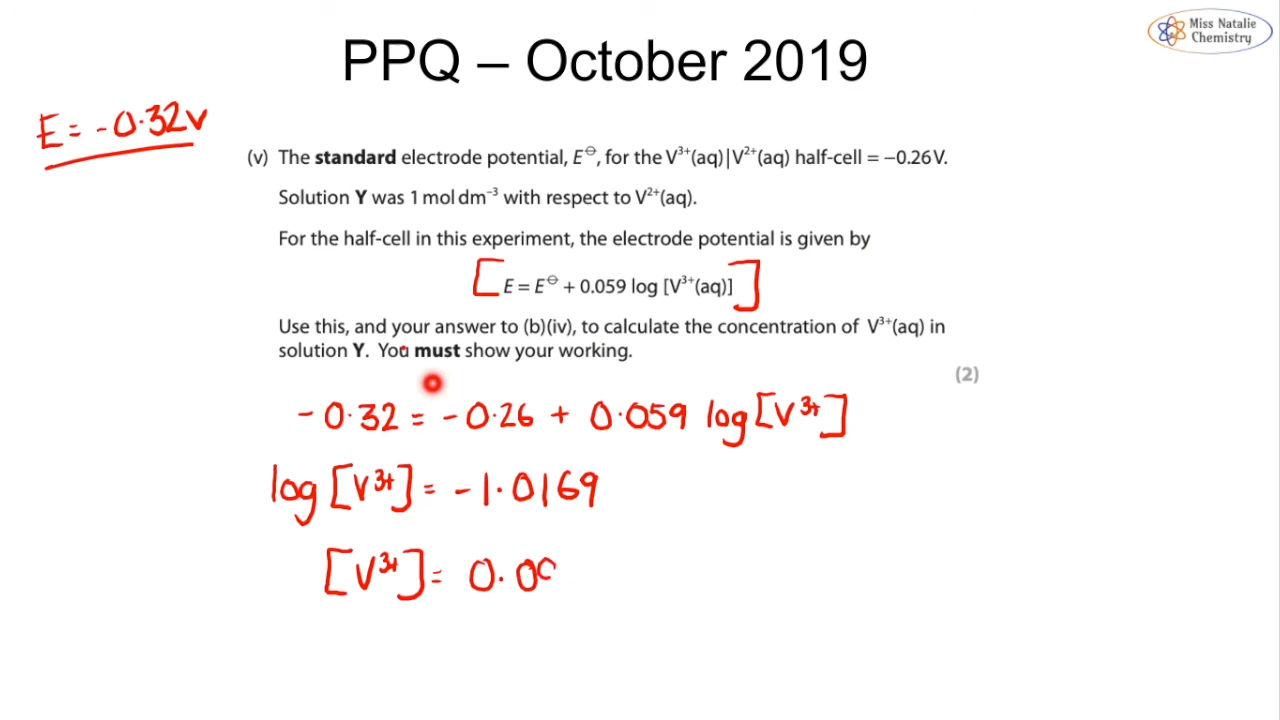 Miss Natalie
Chemistry
PPQ – October 2019
E = -0.32V
(v) The standard electrode potential, E⦵, for the V³⁺(aq)|V²⁺(aq) half-cell = −0.26 V.
Solution Y was 1 mol dm⁻³ with respect to V²⁺(aq).
For the half-cell in this experiment, the electrode potential is given by
[E = E⦵ + 0.059 log [V³⁺(aq)]]
Use this, and your answer to (b)(iv), to calculate the concentration of V³⁺(aq) in
solution Y. You must show your working.
(2)
-0.32 = -0.26 + 0.059 log[V³⁺]
log [V³⁺] = -1.0169
[V³⁺] = 0.09